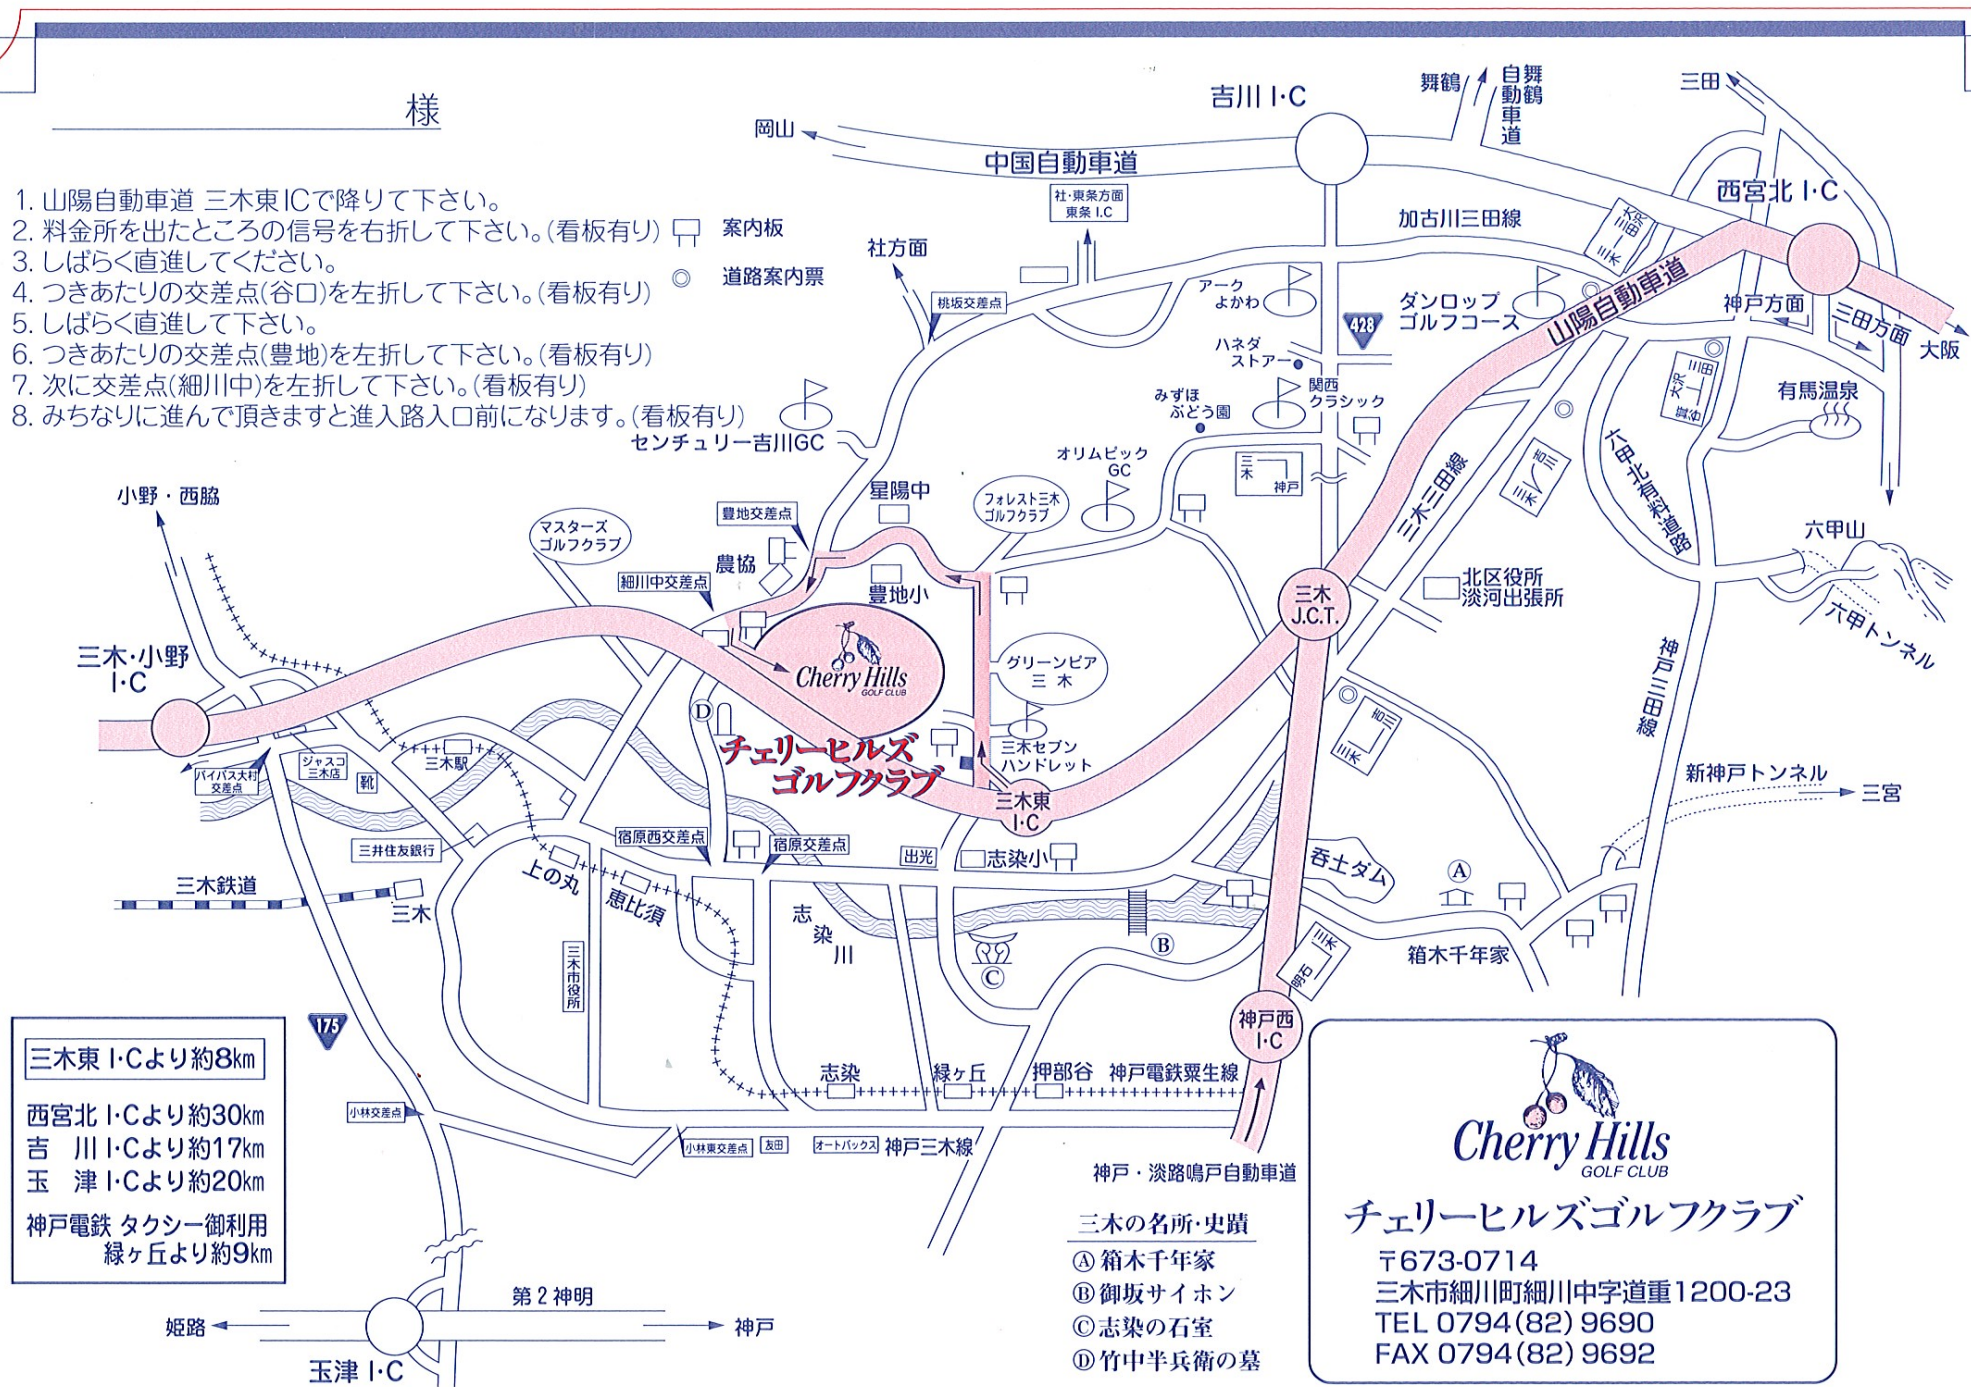 様
1. 山陽自動車道 三木東ICで降りて下さい。
2. 料金所を出たところの信号を右折して下さい。(看板有り)
3. しばらく直進してください。
4. つきあたりの交差点(谷口)を左折して下さい。(看板有り)
5. しばらく直進して下さい。
6. つきあたりの交差点(豊地)を左折して下さい。(看板有り)
7. 次に交差点(細川中)を左折して下さい。(看板有り)
8. みちなりに進んで頂きますと進入路入口前になります。(看板有り)
案内板
道路案内票
岡山
中国自動車道
吉川 I・C
舞鶴
舞鶴
自動車道
三田
西宮北 I・C
社・東条方面
東条 I.C
加古川三田線
三田
大沢
三木
社方面
桃坂交差点
アーク
よかわ
428
ダンロップ
ゴルフコース
山陽自動車道
神戸方面
三田方面
大阪
ハネダ
ストアー
関西
クラシック
みずほ
ぶどう園
三田
大沢
有馬温泉
センチュリー吉川GC
オリムピック
GC
三木
神戸
三木三田線
吉川
三木
六甲北有料道路
小野・西脇
マスターズ
ゴルフクラブ
豊地交差点
星陽中
フォレスト三木
ゴルフクラブ
農協
細川中交差点
豊地小
三木
J.C.T.
北区役所
淡河出張所
六甲山
六甲トンネル
三木・小野
I・C
Cherry Hills
GOLF CLUB
グリーンピア
三木
神戸三田線
D
チェリーヒルズ
ゴルフクラブ
三木セブン
ハンドレット
吉川
三木
バイパス大村
交差点
ジャスコ
三木店
靴
三木駅
三木東
I・C
新神戸トンネル
三宮
三井住友銀行
宿原西交差点
宿原交差点
出光
志染小
呑土ダム
A
三木鉄道
三木
上の丸
恵比須
志染川
B
C
三木
明石
箱木千年家
三木市役所
175
神戸西
I・C
三木東 I・Cより約8km
西宮北 I・Cより約30km
吉 川 I・Cより約17km
玉 津 I・Cより約20km
神戸電鉄 タクシー御利用
緑ヶ丘より約9km
志染
緑ヶ丘
押部谷
神戸電鉄粟生線
小林交差点
小林東交差点
友田
オートバックス
神戸三木線
神戸・淡路鳴戸自動車道
第2神明
姫路
神戸
玉津 I・C
三木の名所・史蹟
Ⓐ 箱木千年家
Ⓑ 御坂サイホン
Ⓒ 志染の石室
Ⓓ 竹中半兵衛の墓
Cherry Hills
GOLF CLUB
チェリーヒルズゴルフクラブ
〒673-0714
三木市細川町細川中字道重1200-23
TEL 0794(82)9690
FAX 0794(82)9692